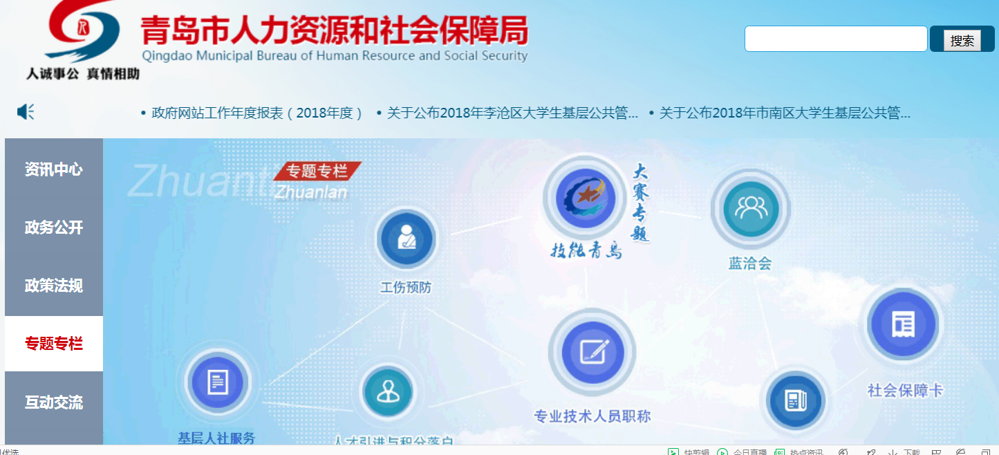 青岛市人力资源和社会保障局
Qingdao Municipal Bureau of Human Resource and Social Security
人诚事公 真情相助
搜索
• 政府网站工作年度报表（2018年度） • 关于公布2018年李沧区大学生基层公共管... • 关于公布2018年市南区大学生基层公共管...
资讯中心
政务公开
政策法规
专题专栏
互动交流
Zhuant
专题专栏
Zhuanlan
大赛专题
技能青岛
蓝洽会
工伤预防
社会保障卡
专业技术人员职称
基层人社服务
人才引进与积分落户
优选
快剪辑
今日直播
热点资讯
下载